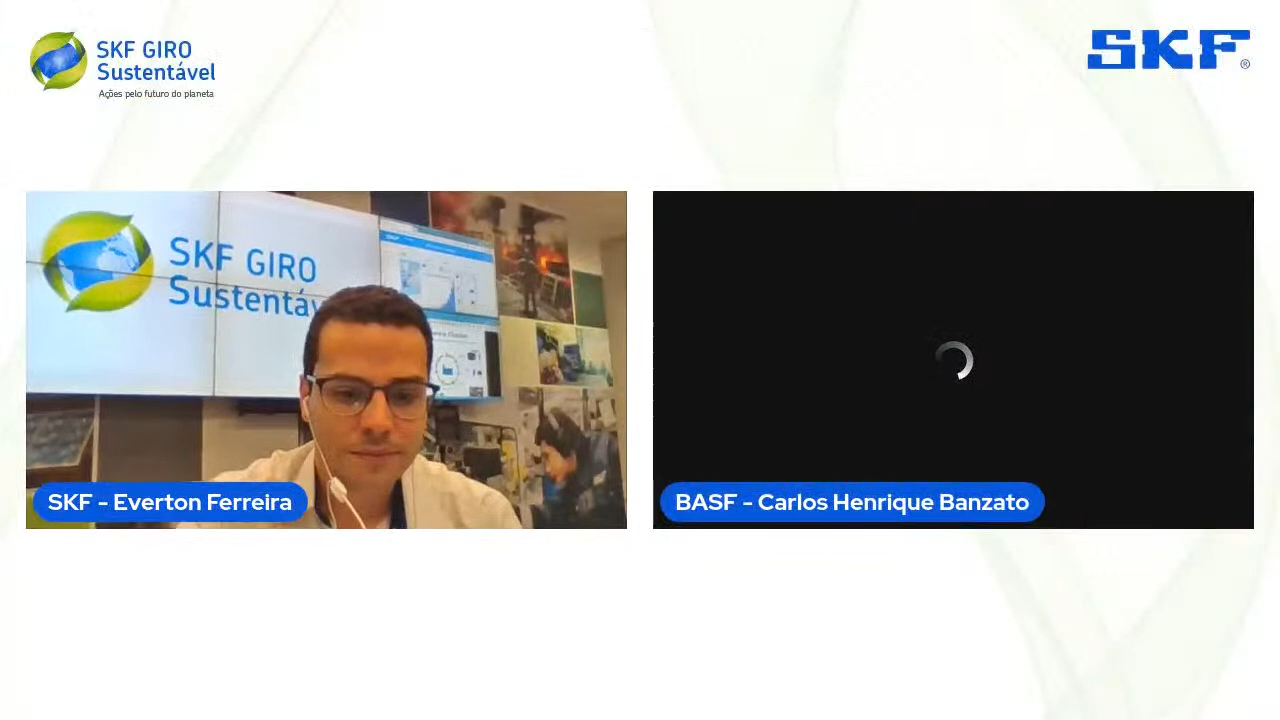 SKF GIRO
Sustentável
Ações pelo futuro do planeta
SKF®
SKF GIRO
Sustentáv
SKF - Everton Ferreira
BASF - Carlos Henrique Banzato